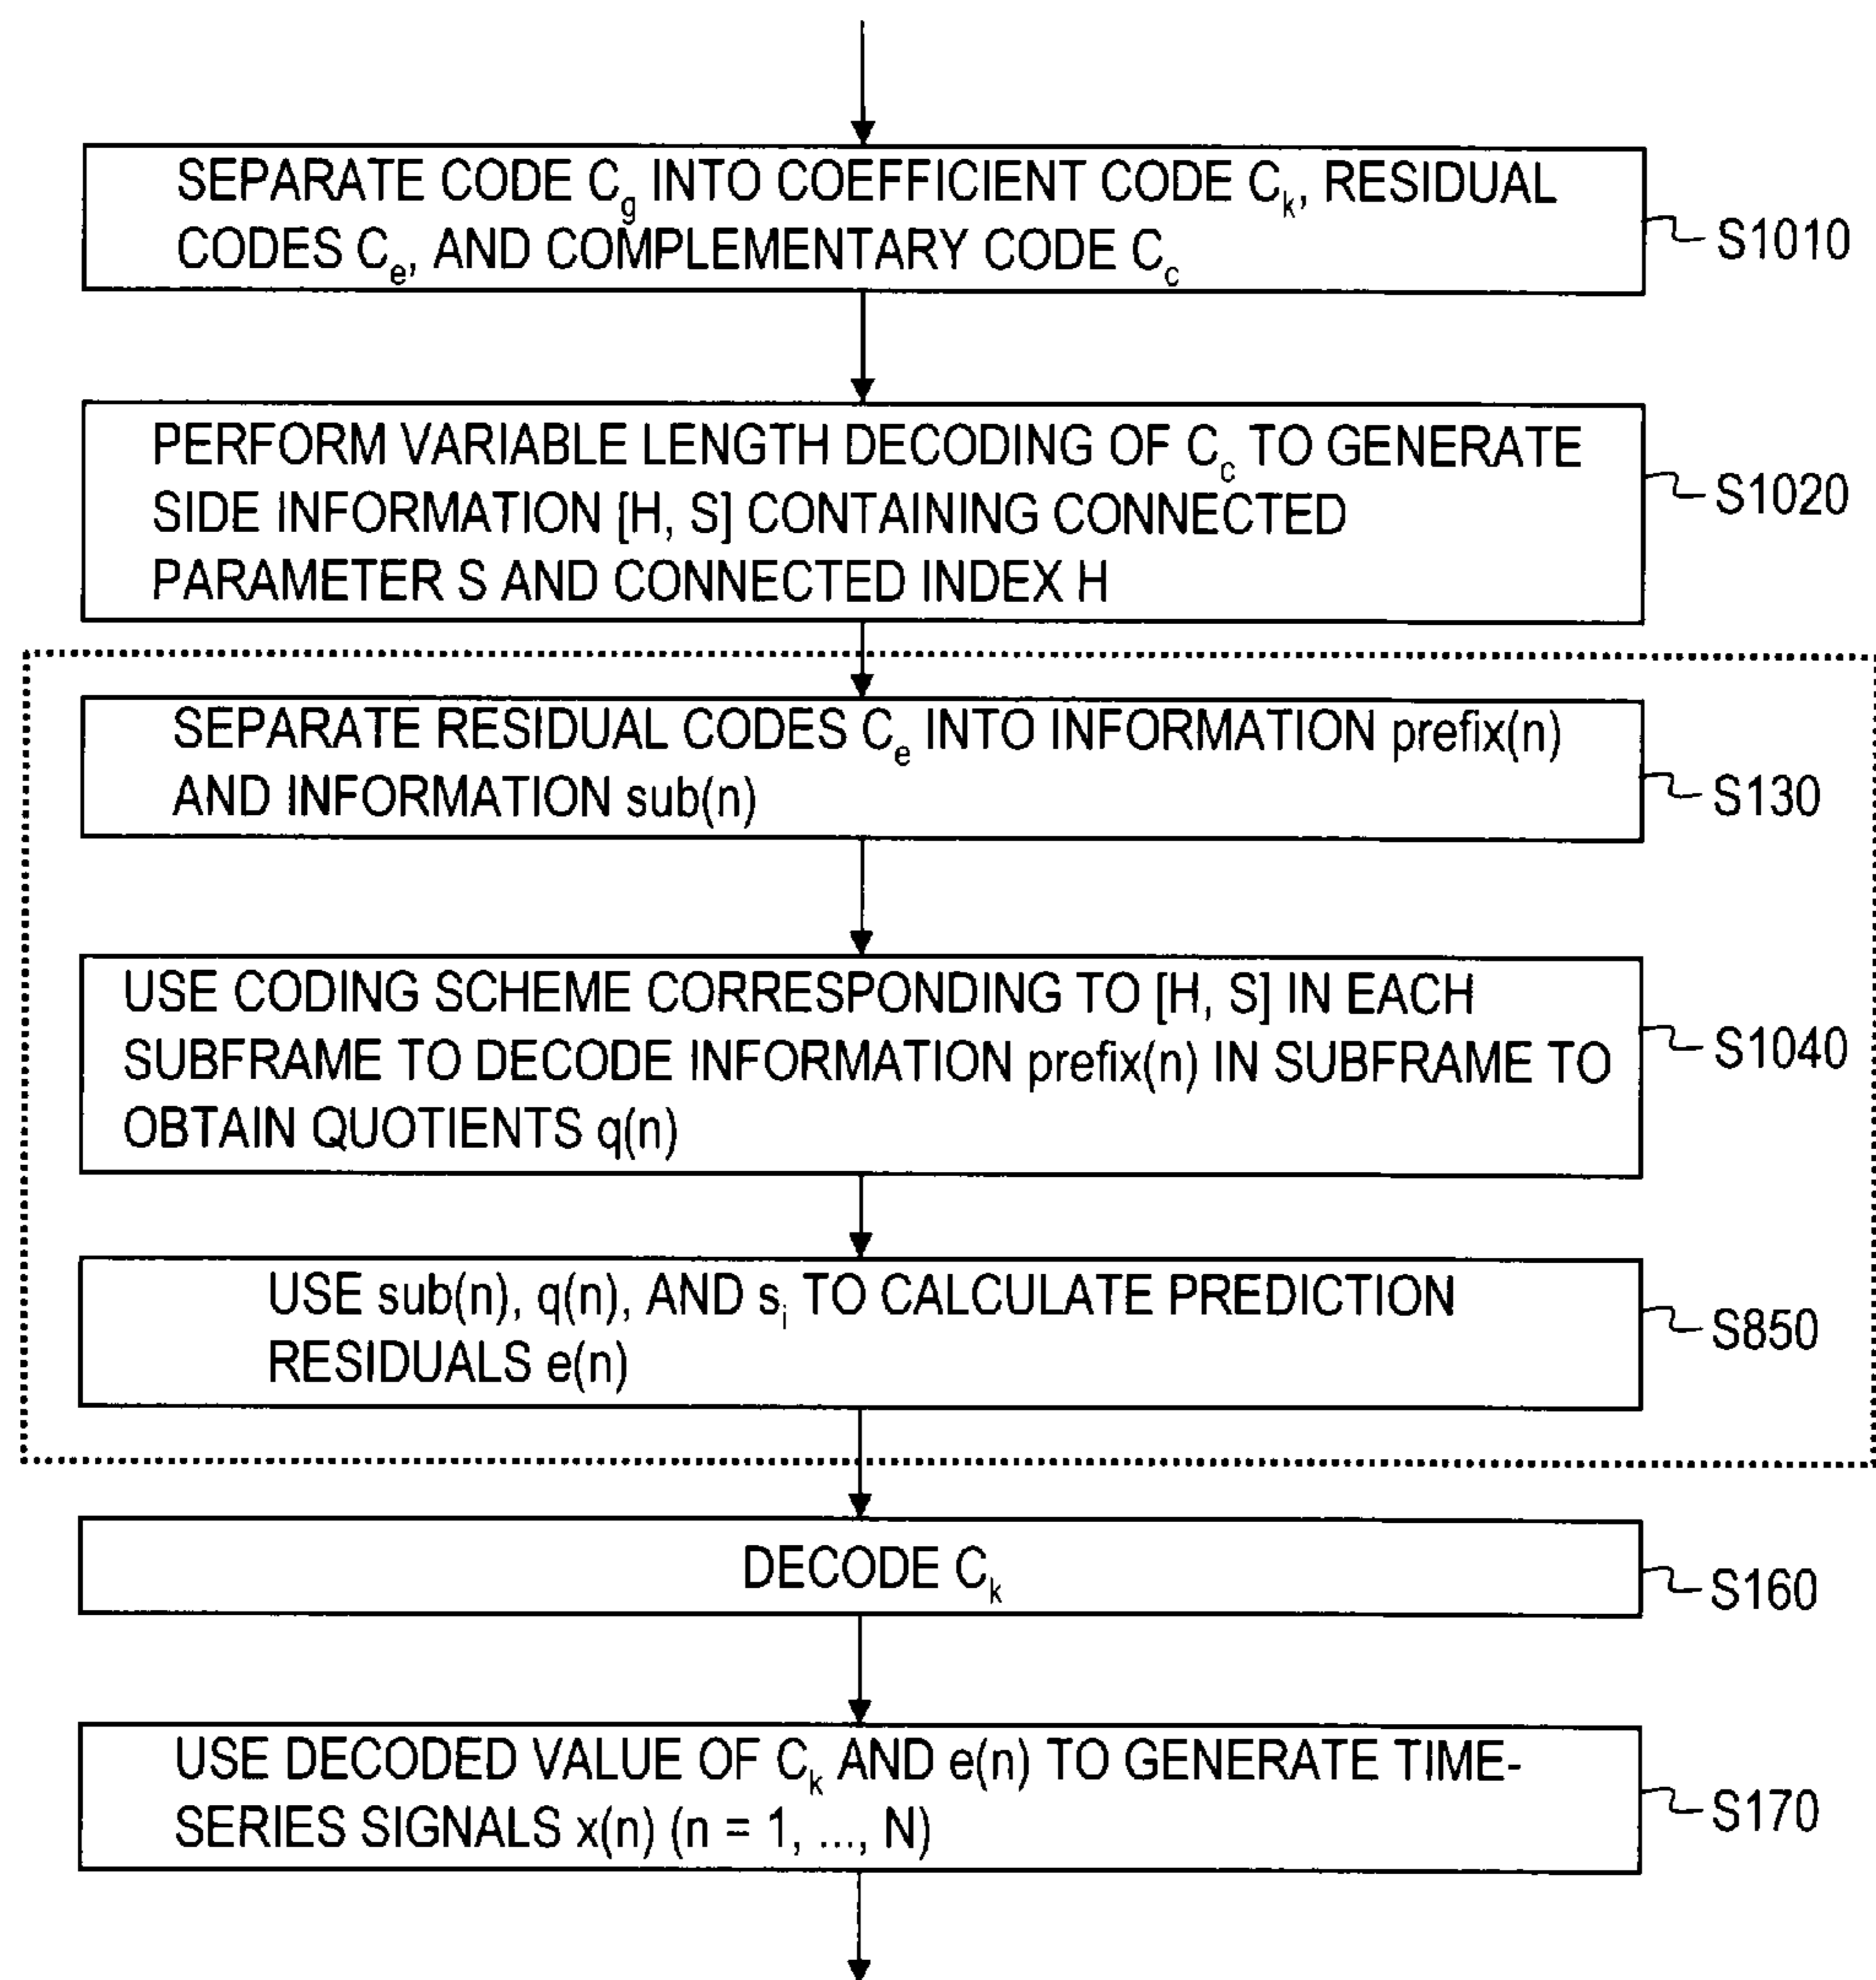 SEPARATE CODE Cg INTO COEFFICIENT CODE Ck, RESIDUAL
CODES Ce, AND COMPLEMENTARY CODE Cc
S1010
PERFORM VARIABLE LENGTH DECODING OF Cc TO GENERATE
SIDE INFORMATION [H, S] CONTAINING CONNECTED
PARAMETER S AND CONNECTED INDEX H
S1020
SEPARATE RESIDUAL CODES Ce INTO INFORMATION prefix(n)
AND INFORMATION sub(n)
S130
USE CODING SCHEME CORRESPONDING TO [H, S] IN EACH
SUBFRAME TO DECODE INFORMATION prefix(n) IN SUBFRAME TO
OBTAIN QUOTIENTS q(n)
S1040
USE sub(n), q(n), AND si TO CALCULATE PREDICTION
RESIDUALS e(n)
S850
DECODE Ck
S160
USE DECODED VALUE OF Ck AND e(n) TO GENERATE TIME-
SERIES SIGNALS x(n) (n = 1, ..., N)
S170